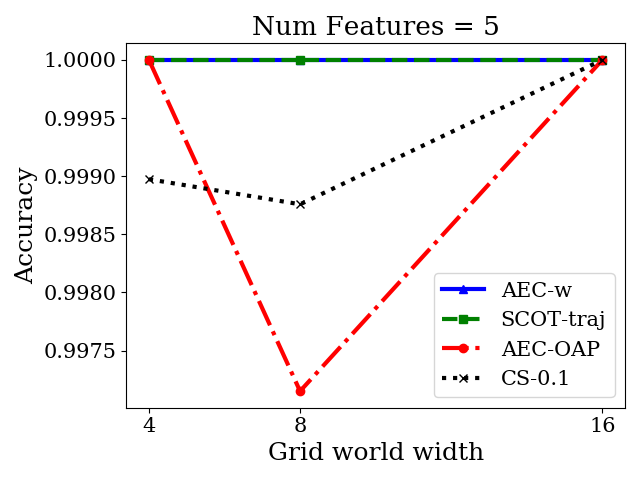 Num Features = 5
1.0000
0.9995
0.9990
0.9985
0.9980
0.9975
Accuracy
AEC-w
SCOT-traj
AEC-OAP
CS-0.1
4
8
16
Grid world width